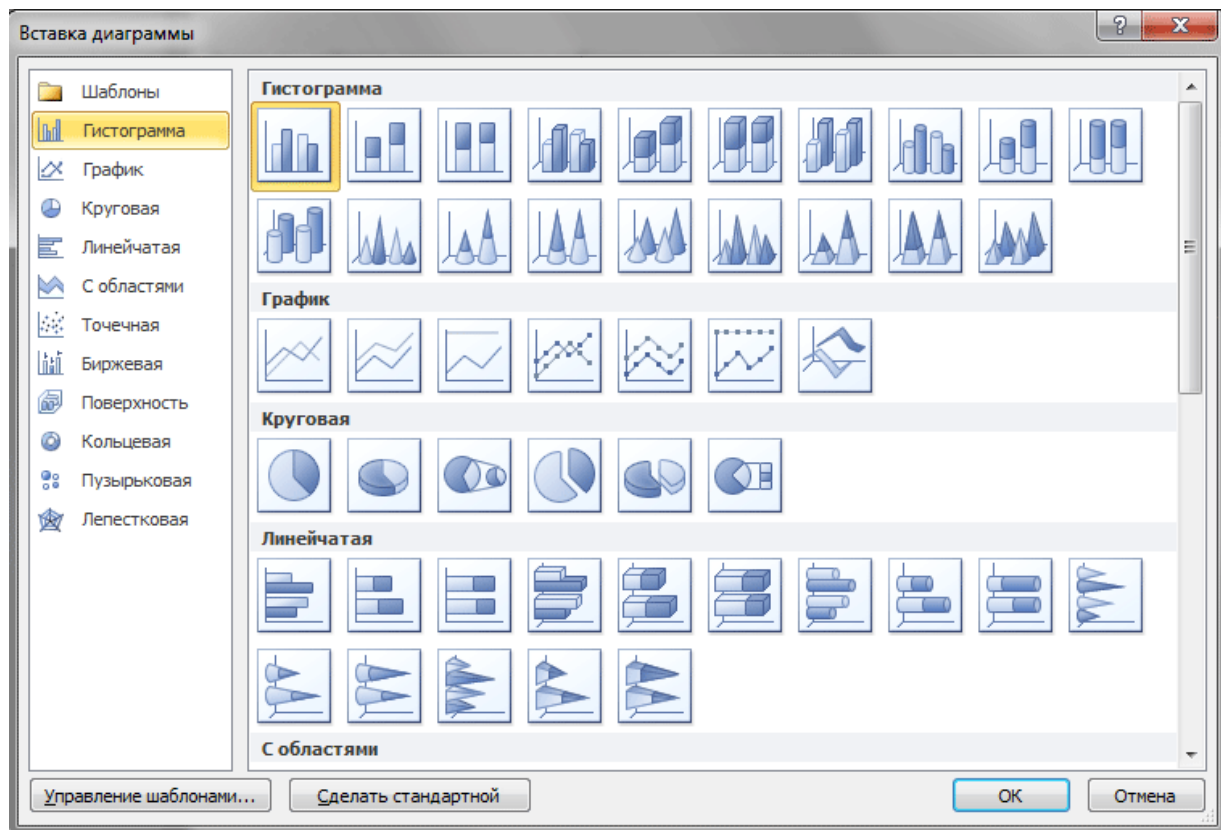 Вставка диаграммы
Шаблоны
Гистограмма
График
Круговая
Линейчатая
С областями
Точечная
Биржевая
Поверхность
Кольцевая
Пузырьковая
Лепестковая
Гистограмма
График
Круговая
Линейчатая
С областями
Управление шаблонами...
Сделать стандартной
ОК
Отмена